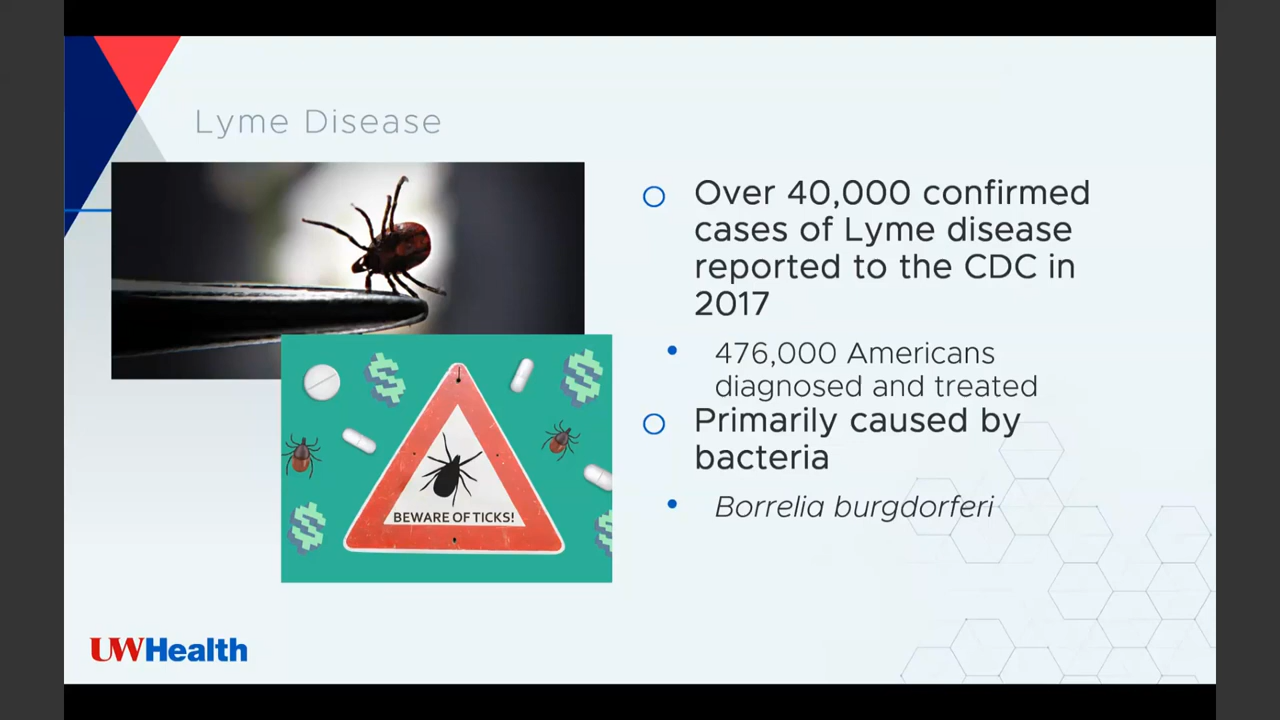 Lyme Disease
Over 40,000 confirmed
cases of Lyme disease
reported to the CDC in
2017
476,000 Americans
diagnosed and treated
Primarily caused by
bacteria
Borrelia burgdorferi
BEWARE OF TICKS!
UWHealth